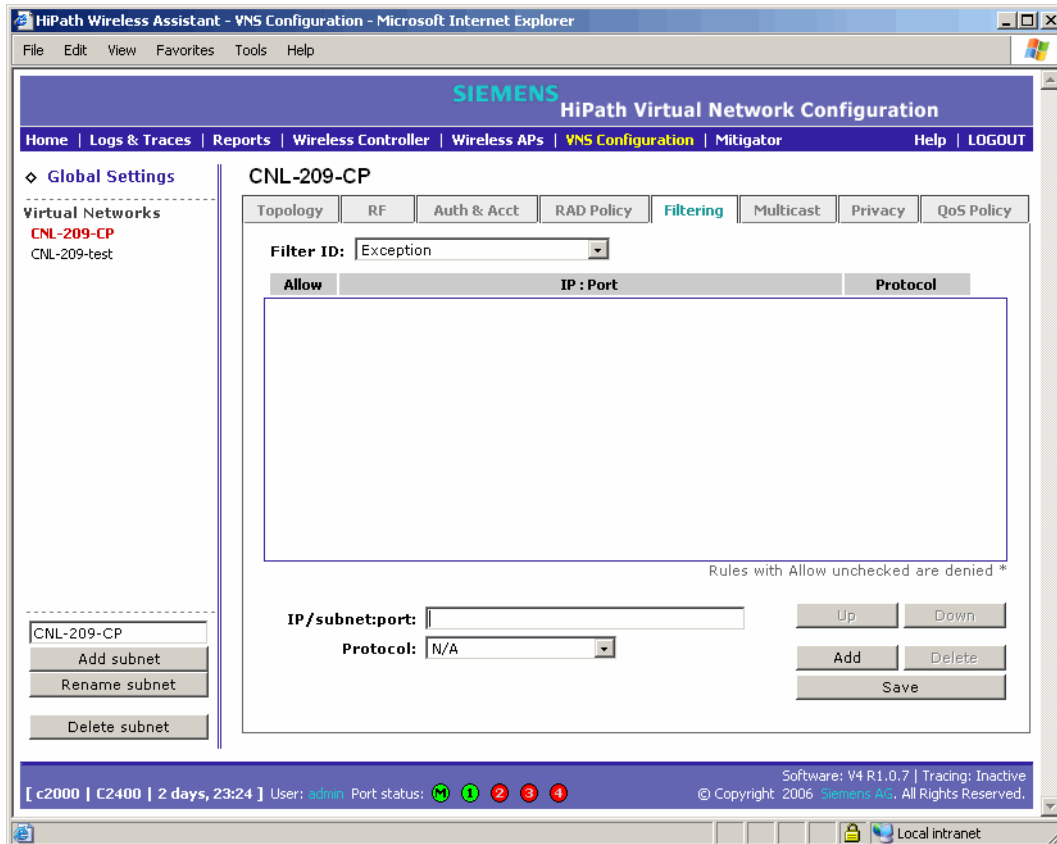 HiPath Wireless Assistant - VNS Configuration - Microsoft Internet Explorer
File Edit View Favorites Tools Help
SIEMENS
HiPath Virtual Network Configuration
Home | Logs & Traces | Reports | Wireless Controller | Wireless APs | VNS Configuration | Mitigator Help | LOGOUT
Global Settings
Virtual Networks
CNL-209-CP
CNL-209-test
CNL-209-CP
Topology RF Auth & Acct RAD Policy Filtering Multicast Privacy QoS Policy
Filter ID: Exception
Allow IP : Port Protocol
Rules with Allow unchecked are denied *
IP/subnet:port:
Protocol: N/A
Up Down
Add Delete
Save
CNL-209-CP
Add subnet
Rename subnet
Delete subnet
Software: V4 R1.0.7 | Tracing: Inactive
[ c2000 | C2400 | 2 days, 23:24 ] User: admin Port status: M 1 2 3 4 © Copyright 2006 Siemens AG. All Rights Reserved.
Local intranet